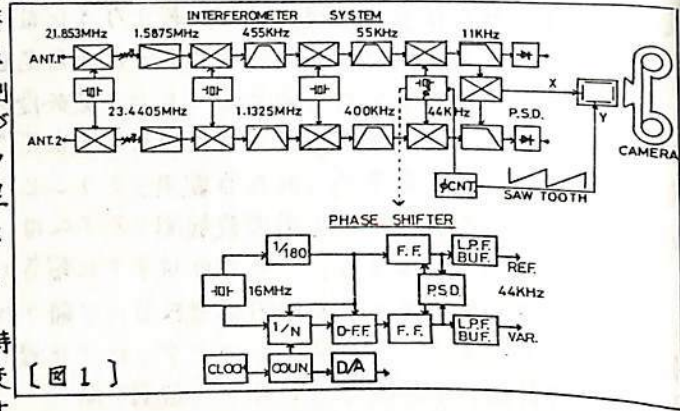 INTERFEROMETER SYSTEM
21.853MHz 1.5875MHz 455KHz 55KHz 11KHz
ANT.1
X
Y
23.4405MHz 1.1325MHz 400KHz 44KHz P.S.D.
ANT.2
CAMERA
φCNT.
SAW TOOTH
PHASE SHIFTER
1/180 F.F. L.P.F. BUF. REF.
16MHz P.S.D. 44KHz
1/N D-F.F. F.F. L.P.F. BUF. VAR.
CLOCK COUN. D/A
[図1]